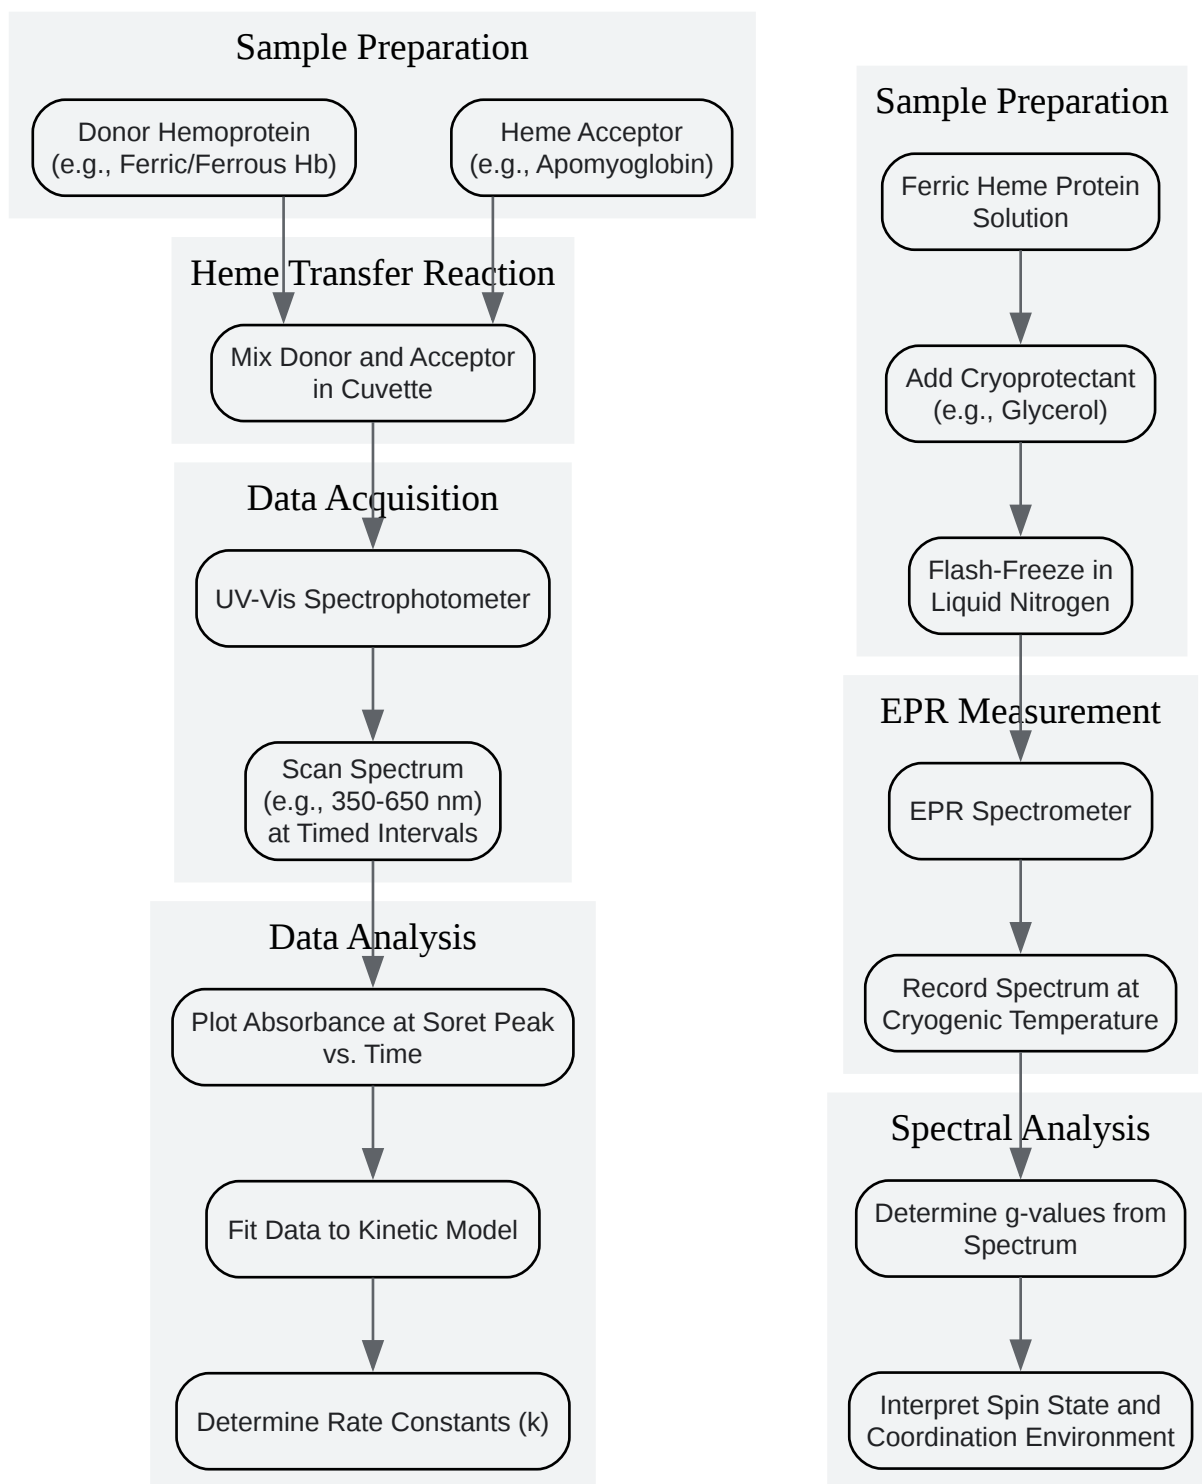 Sample Preparation
Donor Hemoprotein
(e.g., Ferric/Ferrous Hb)
Heme Acceptor
(e.g., Apomyoglobin)
Heme Transfer Reaction
Mix Donor and Acceptor
in Cuvette
Data Acquisition
UV-Vis Spectrophotometer
Scan Spectrum
(e.g., 350-650 nm)
at Timed Intervals
Data Analysis
Plot Absorbance at Soret Peak
vs. Time
Fit Data to Kinetic Model
Determine Rate Constants (k)
Sample Preparation
Ferric Heme Protein
Solution
Add Cryoprotectant
(e.g., Glycerol)
Flash-Freeze in
Liquid Nitrogen
EPR Measurement
EPR Spectrometer
Record Spectrum at
Cryogenic Temperature
Spectral Analysis
Determine g-values from
Spectrum
Interpret Spin State and
Coordination Environment